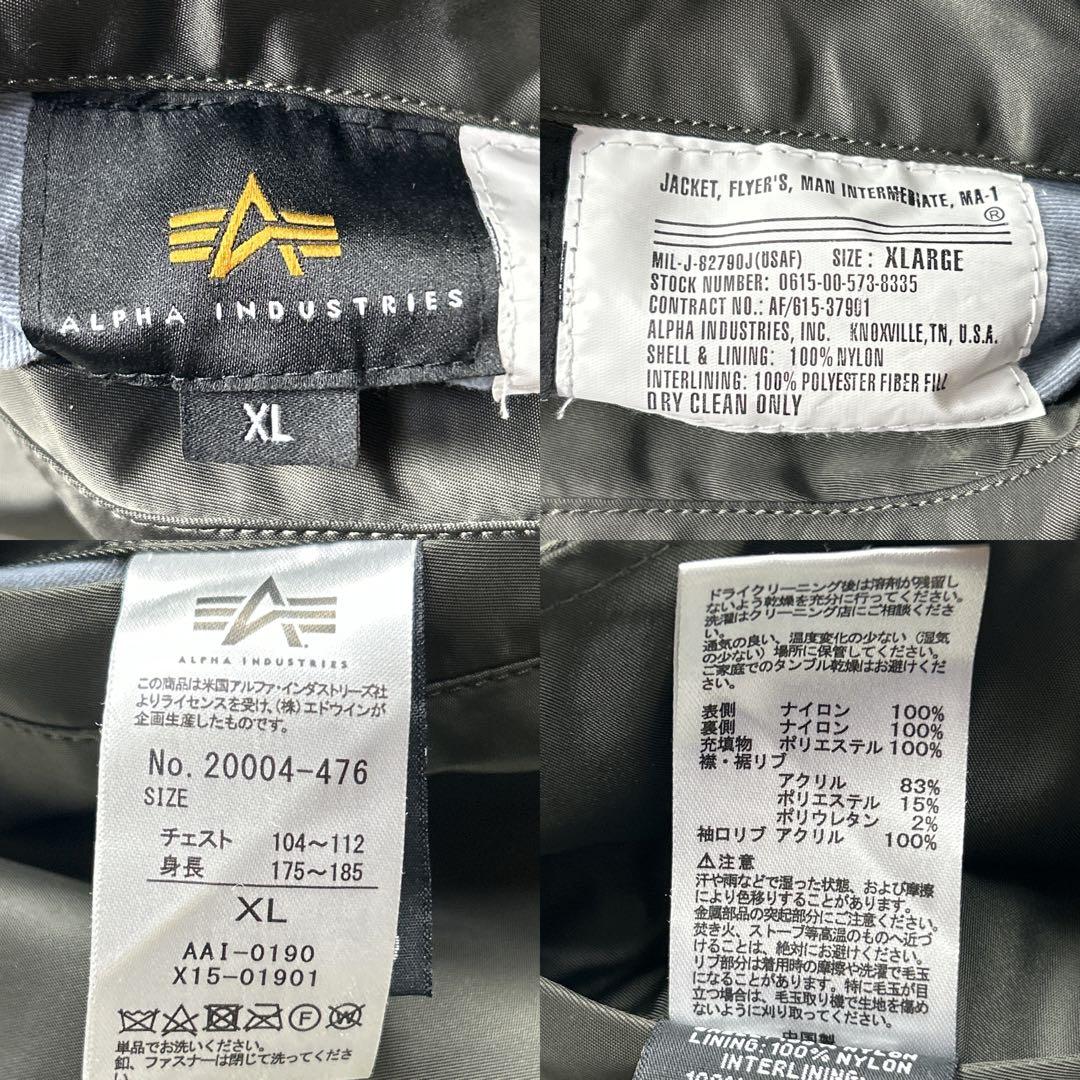 ALPHA INDUSTRIES
XL
JACKET, FLYER'S, MAN INTERMEDIATE, MA-1
®
MIL-J-82790J(USAF) SIZE: XLARGE
STOCK NUMBER: 0615-00-573-8335
CONTRACT NO.: AF/615-37901
ALPHA INDUSTRIES, INC. KNOXVILLE, TN, U.S.A.
SHELL & LINING: 100% NYLON
INTERLINING: 100% POLYESTER FIBER FILL
DRY CLEAN ONLY
ALPHA INDUSTRIES
この商品は米国アルファ・インダストリーズ社
よりライセンスを受け、(株)エドウインが
企画生産したものです。
No. 20004-476
SIZE
チェスト 104～112
身長 175～185
XL
AAI-0190
X15-01901
単品でお洗いください。
釦、ファスナーは閉じて洗ってくださ
い。
ドライクリーニング後は溶剤が残留し
ないよう乾燥を充分に行ってください。
洗濯はクリーニング店にご相談くださ
い。
通気の良い、温度変化の少ない（湿気
の少ない）場所に保管してください。
ご家庭でのタンブル乾燥はお避けくだ
さい。
表側 ナイロン 100%
裏側 ナイロン 100%
充填物 ポリエステル 100%
襟・裾リブ
アクリル 83%
ポリエステル 15%
ポリウレタン 2%
袖口リブ アクリル 100%
⚠注意
汗や雨などで湿った状態、および摩擦
により色移りすることがあります。
金属部品の突起部分にご注意ください。
焚き火、ストーブ等高温のものへ近づ
けることは、絶対にお避けください。
リブ部分は着用時の摩擦や洗濯で毛玉
になることがあります。特に毛玉が目
立つ場合は、毛玉取り機で生地を傷め
ないように刈り取ってください。
中国製
LINING: 100% NYLON
INTERLINING: